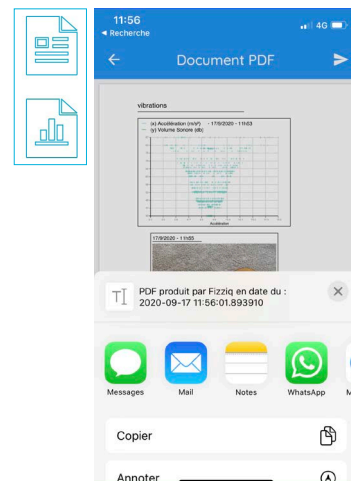 11:56
4G
◀ Recherche
Document PDF
vibrations
(x) Accélération (m/s²) - 17/9/2020 - 11h53
(y) Volume Sonore (db)
Accélération
17/9/2020 - 11h55
PDF produit par Fizziq en date du :
2020-09-17 11:56:01.893910
Messages
Mail
Notes
WhatsApp
M
Copier
Annoter